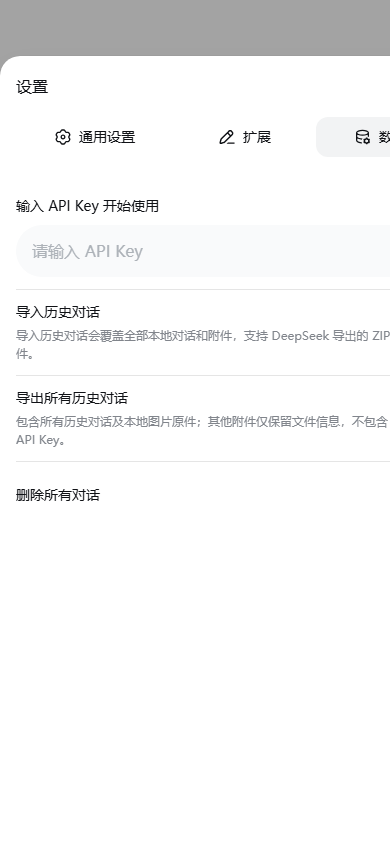 设置
通用设置
扩展
数
输入 API Key 开始使用
请输入 API Key
导入历史对话
导入历史对话会覆盖全部本地对话和附件，支持 DeepSeek 导出的 ZIP
件。
导出所有历史对话
包含所有历史对话及本地图片原件；其他附件仅保留文件信息，不包含
API Key。
删除所有对话